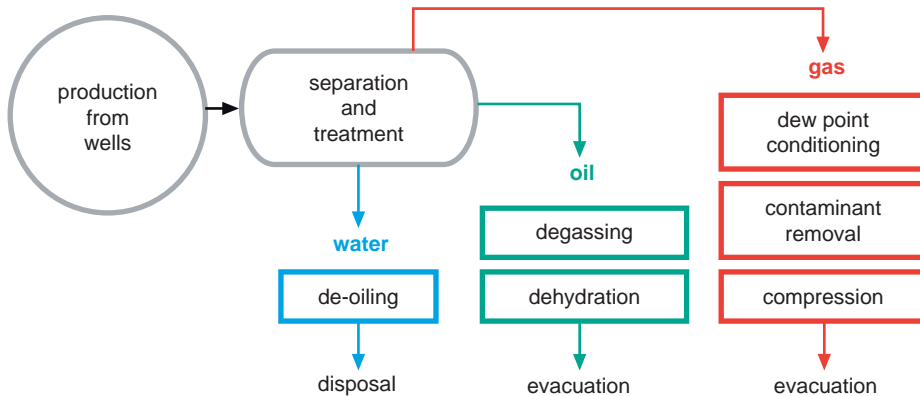 production
from
wells
separation
and
treatment
water
de-oiling
disposal
oil
degassing
dehydration
evacuation
gas
dew point
conditioning
contaminant
removal
compression
evacuation